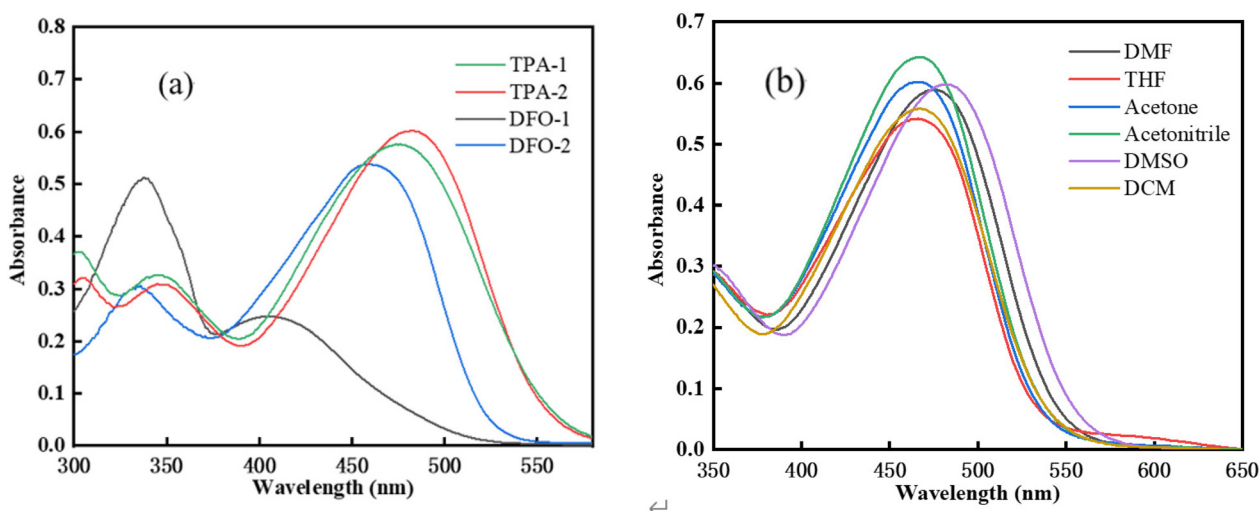 0.8
0.7
0.6
0.5
0.4
0.3
0.2
0.1
0.0
Absorbance
(a)
TPA-1
TPA-2
DFO-1
DFO-2
300
350
400
450
500
550
Wavelength (nm)
0.7
0.6
0.5
0.4
0.3
0.2
0.1
0.0
Absorbance
(b)
DMF
THF
Acetone
Acetonitrile
DMSO
DCM
350
400
450
500
550
600
650
Wavelength (nm)
↵